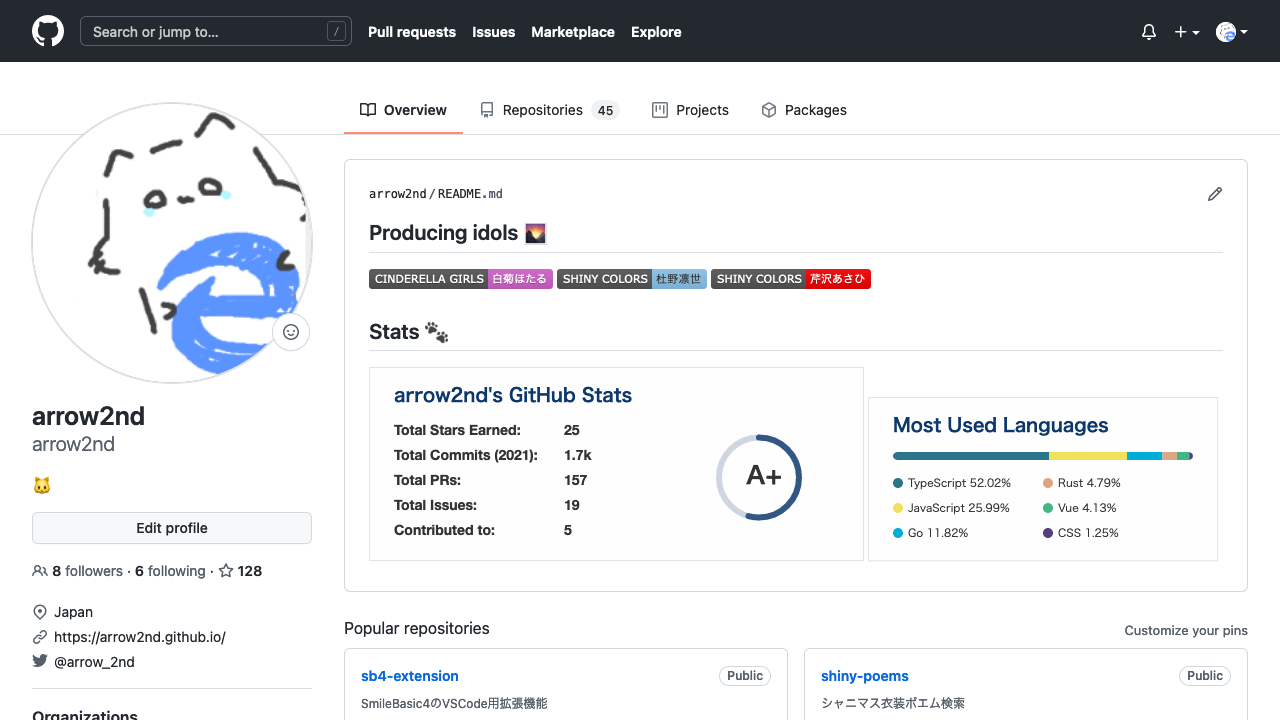 Search or jump to... /
Pull requests Issues Marketplace Explore
Overview Repositories 45 Projects Packages
arrow2nd
arrow2nd
Edit profile
8 followers · 6 following · 128
Japan
https://arrow2nd.github.io/
@arrow_2nd
Organizations
arrow2nd/README.md
Producing idols
CINDERELLA GIRLS 白菊ほたる SHINY COLORS 杜野凛世 SHINY COLORS 芹沢あさひ
Stats
arrow2nd's GitHub Stats
Total Stars Earned: 25
Total Commits (2021): 1.7k
Total PRs: 157
Total Issues: 19
Contributed to: 5
A+
Most Used Languages
TypeScript 52.02% Rust 4.79%
JavaScript 25.99% Vue 4.13%
Go 11.82% CSS 1.25%
Popular repositories Customize your pins
sb4-extension Public
SmileBasic4のVSCode用拡張機能
shiny-poems Public
シャニマス衣装ポエム検索